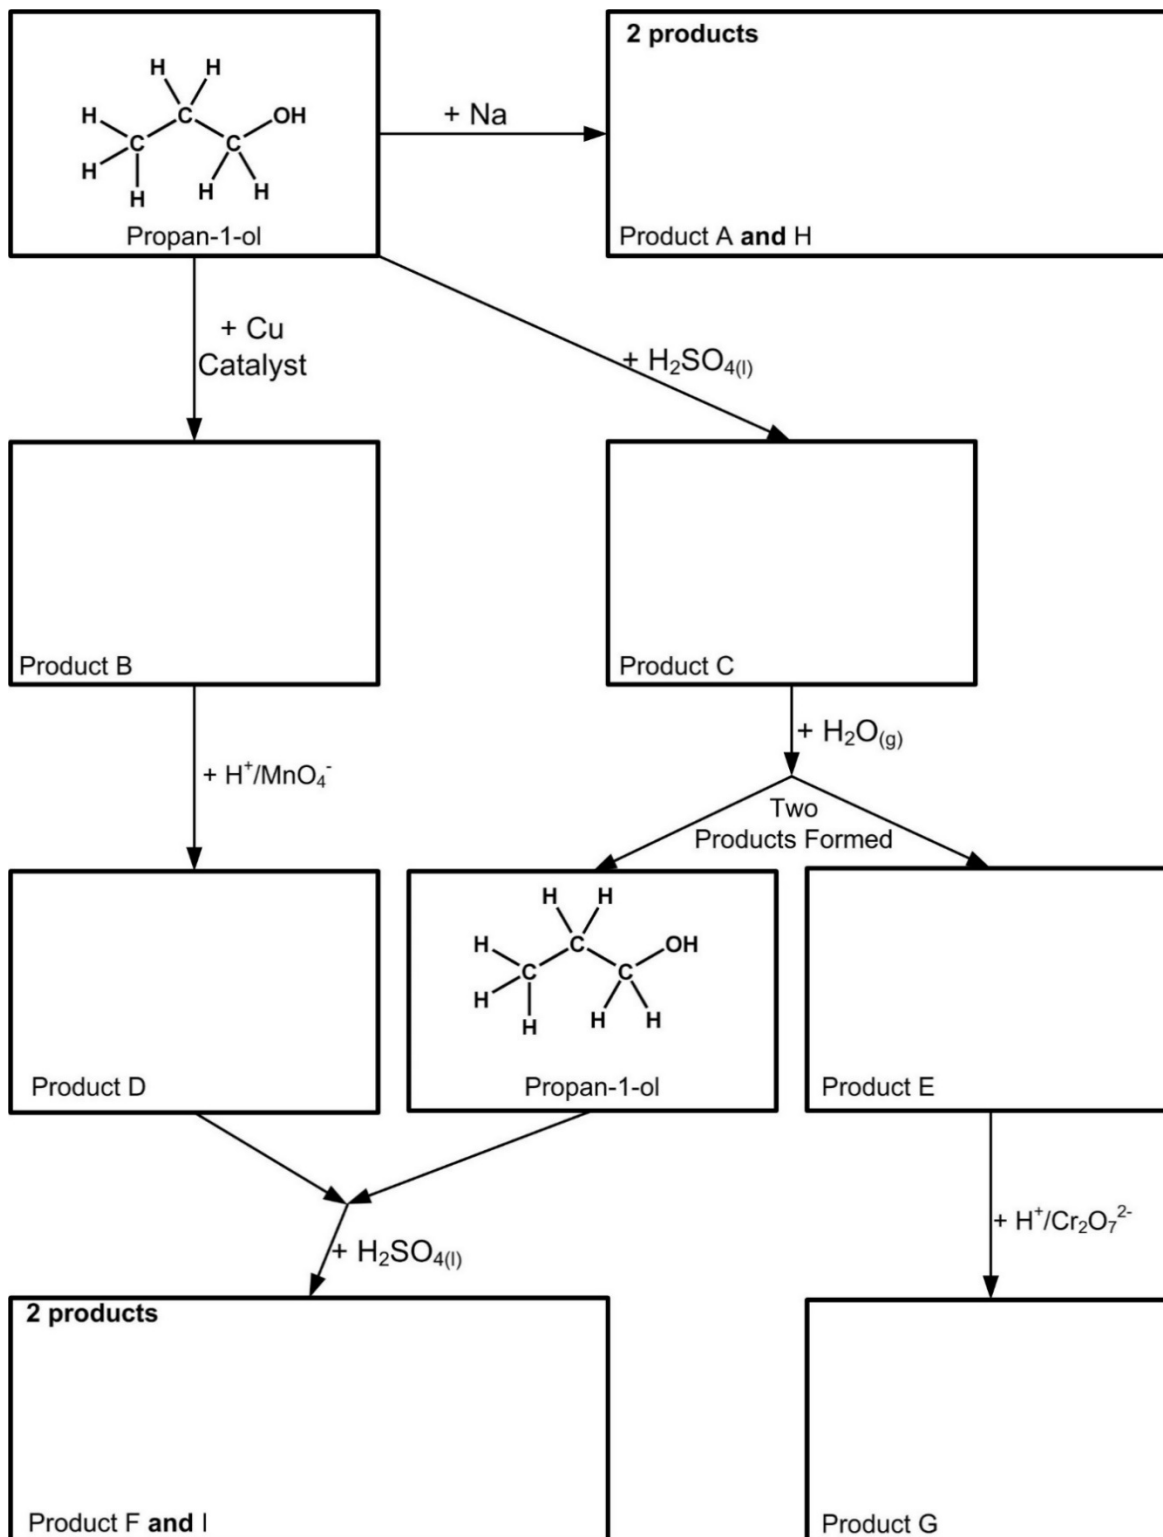 2 products
H H
H C OH
C C
H
H H H
+ Na
Propan-1-ol
Product A and H
+ Cu
Catalyst
+ H₂SO₄₍ₗ₎
Product B
Product C
+ H₂O₍g₎
+ H⁺/MnO₄⁻
Two
Products Formed
H H
H C OH
C C
H
H H H
Product D
Propan-1-ol
Product E
+ H⁺/Cr₂O₇²⁻
+ H₂SO₄₍ₗ₎
2 products
Product F and I
Product G